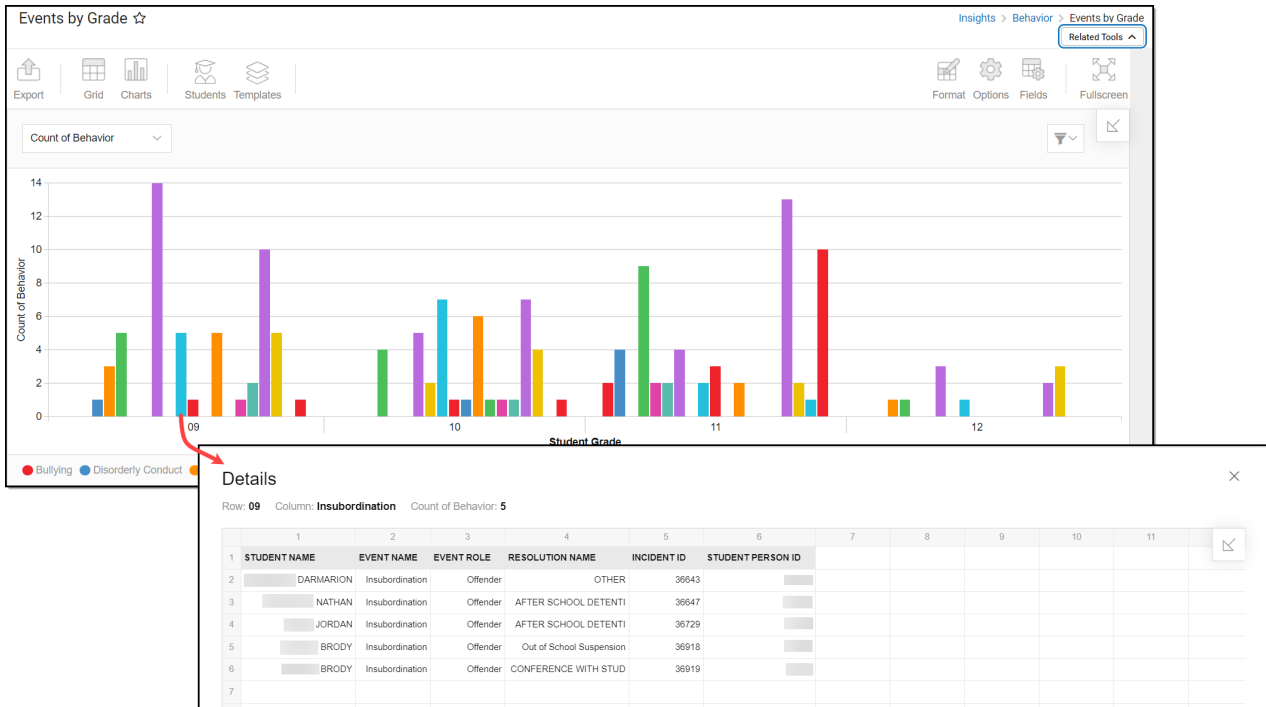 Events by Grade
Insights > Behavior > Events by Grade
Related Tools
Export Grid Charts Students Templates Format Options Fields Fullscreen
Count of Behavior
14
12
10
8
6
4
2
0
Count of Behavior
09 10 11 12
Student Grade
Bullying Disorderly Conduct
Details
Row: 09 Column: Insubordination Count of Behavior: 5
1 2 3 4 5 6 7 8 9 10 11
1 STUDENT NAME EVENT NAME EVENT ROLE RESOLUTION NAME INCIDENT ID STUDENT PERSON ID
2 DARMARION Insubordination Offender OTHER 36643
3 NATHAN Insubordination Offender AFTER SCHOOL DETENTI 36647
4 JORDAN Insubordination Offender AFTER SCHOOL DETENTI 36729
5 BRODY Insubordination Offender Out of School Suspension 36918
6 BRODY Insubordination Offender CONFERENCE WITH STUD 36919
7